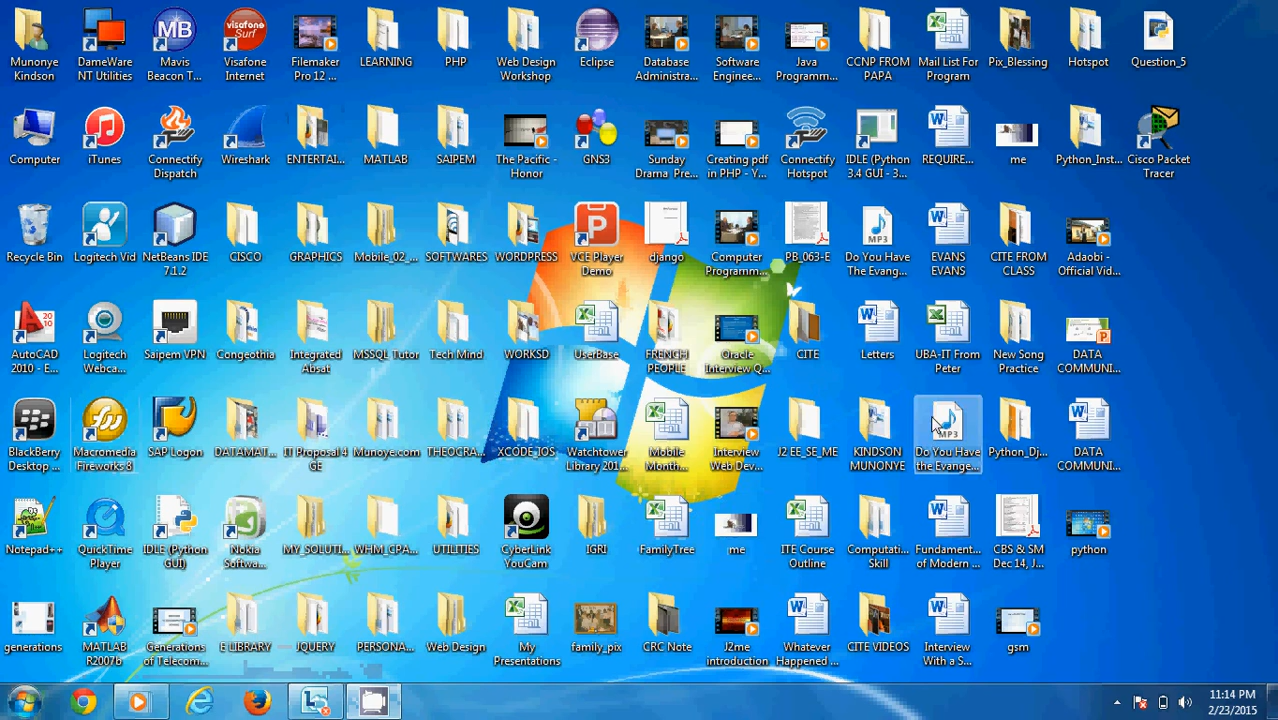 Munonye
Kindson
DameWare
NT Utilities
MB
Mavis
Beacon T...
visafone
Surf
Visafone
Internet
Filemaker
Pro 12 ...
LEARNING
PHP
Web Design
Workshop
Eclipse
Database
Administra...
Software
Enginee...
Java
Programm...
CCNP FROM
PAPA
Mail List For
Program
Pix_Blessing
Hotspot
Question_5
Computer
iTunes
Connectify
Dispatch
Wireshark
ENTERTAI...
MATLAB
SAIPEM
The Pacific -
Honor
GNS3
Sunday
Drama Pre...
Creating pdf
in PHP - Y...
Connectify
Hotspot
IDLE (Python
3.4 GUI - 3...
REQUIRE...
me
Python_Inst...
Cisco Packet
Tracer
Recycle Bin
Logitech Vid
NetBeans IDE
7.1.2
CISCO
GRAPHICS
Mobile_02_...
SOFTWARES
WORDPRESS
VCE Player
Demo
django
Computer
Programm...
PB_063-E
MP3
Do You Have
The Evang...
EVANS
EVANS
CITE FROM
CLASS
Adaobi -
Official Vid...
2010
AutoCAD
2010 - E...
Logitech
Webca...
Saipem VPN
Congeothia
Integrated
Absat
MSSQL Tutor
Tech Mind
WORKSD
UserBase
FRENCH
PEOPLE
Oracle
Interview Q...
CITE
Letters
UBA-IT From
Peter
New Song
Practice
DATA
COMMUNI...
BlackBerry
Desktop ...
Macromedia
Fireworks 8
SAP Logon
DATAMAT...
IT Proposal 4
GE
Munoye.com
THEOGRA...
XCODE_IOS
Watchtower
Library 201...
Mobile
Month...
Interview
Web Dev...
J2 EE_SE_ME
KINDSON
MUNONYE
MP3
Do You Have
the Evange...
Python_Dj...
DATA
COMMUNI...
Notepad++
QuickTime
Player
IDLE (Python
GUI)
Nokia
Softwa...
MY_SOLUTI...
WHM_CPA...
UTILITIES
CyberLink
YouCam
IGRI
FamilyTree
me
ITE Course
Outline
Computati...
Skill
Fundament...
of Modern ...
CBS & SM
Dec 14, J...
python
generations
MATLAB
R2007b
Generations
of Telecom...
E LIBRARY
JQUERY
PERSONA...
Web Design
My
Presentations
family_pix
CRC Note
J2me
introduction
Whatever
Happened ...
CITE VIDEOS
Interview
With a S...
gsm
11:14 PM
2/23/2015